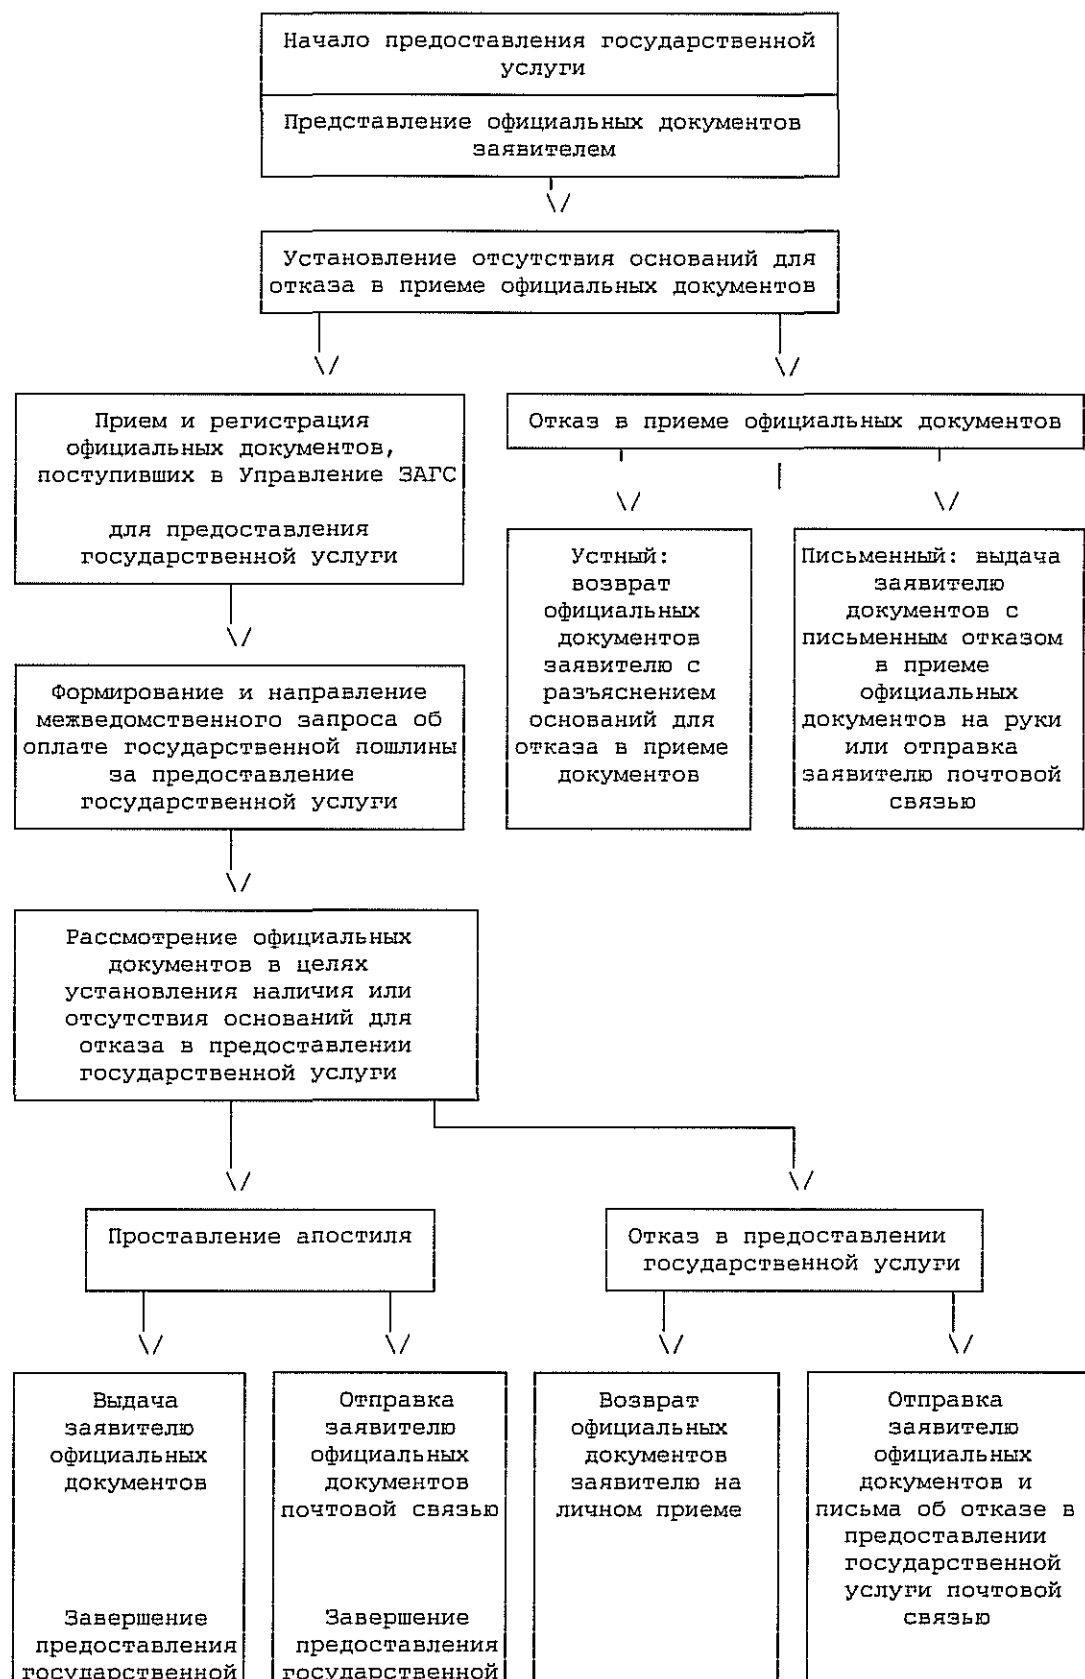 Начало предоставления государственной
услуги
Представление официальных документов
заявителем
Установление отсутствия оснований для
отказа в приеме официальных документов
Прием и регистрация
официальных документов,
поступивших в Управление ЗАГС
для предоставления
государственной услуги
Отказ в приеме официальных документов
Устный:
возврат
официальных
документов
заявителю с
разъяснением
оснований для
отказа в приеме
документов
Письменный: выдача
заявителю
документов с
письменным отказом
в приеме
официальных
документов на руки
или отправка
заявителю почтовой
связью
Формирование и направление
межведомственного запроса об
оплате государственной пошлины
за предоставление
государственной услуги
Рассмотрение официальных
документов в целях
установления наличия или
отсутствия оснований для
отказа в предоставлении
государственной услуги
Проставление апостиля
Отказ в предоставлении
государственной услуги
Выдача
заявителю
официальных
документов
Завершение
предоставления
государственной
Отправка
заявителю
официальных
документов
почтовой связью
Завершение
предоставления
государственной
Возврат
официальных
документов
заявителю на
личном приеме
Отправка
заявителю
официальных
документов и
письма об отказе в
предоставлении
государственной
услуги почтовой
связью